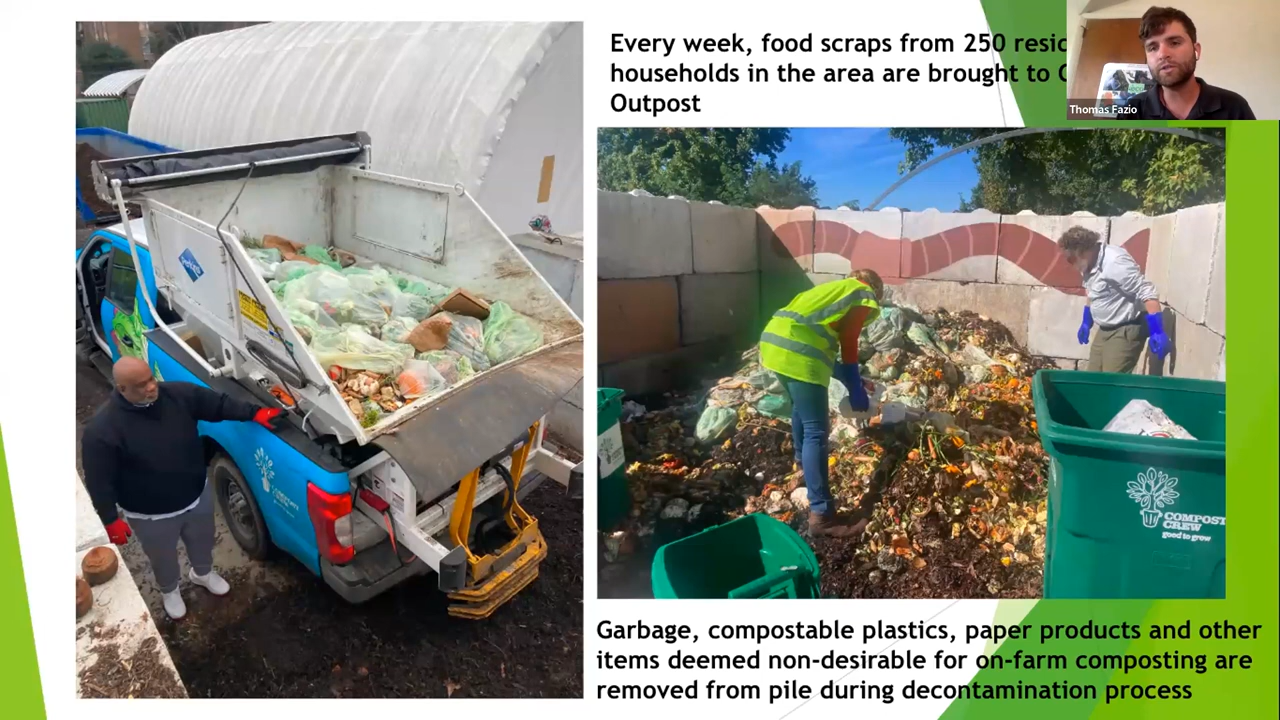 Every week, food scraps from 250
households in the area are brought to
Outpost
Thomas Fazio
Garbage, compostable plastics, paper products and other
items deemed non-desirable for on-farm composting are
removed from pile during decontamination process
COMPOST
CREW
good to grow